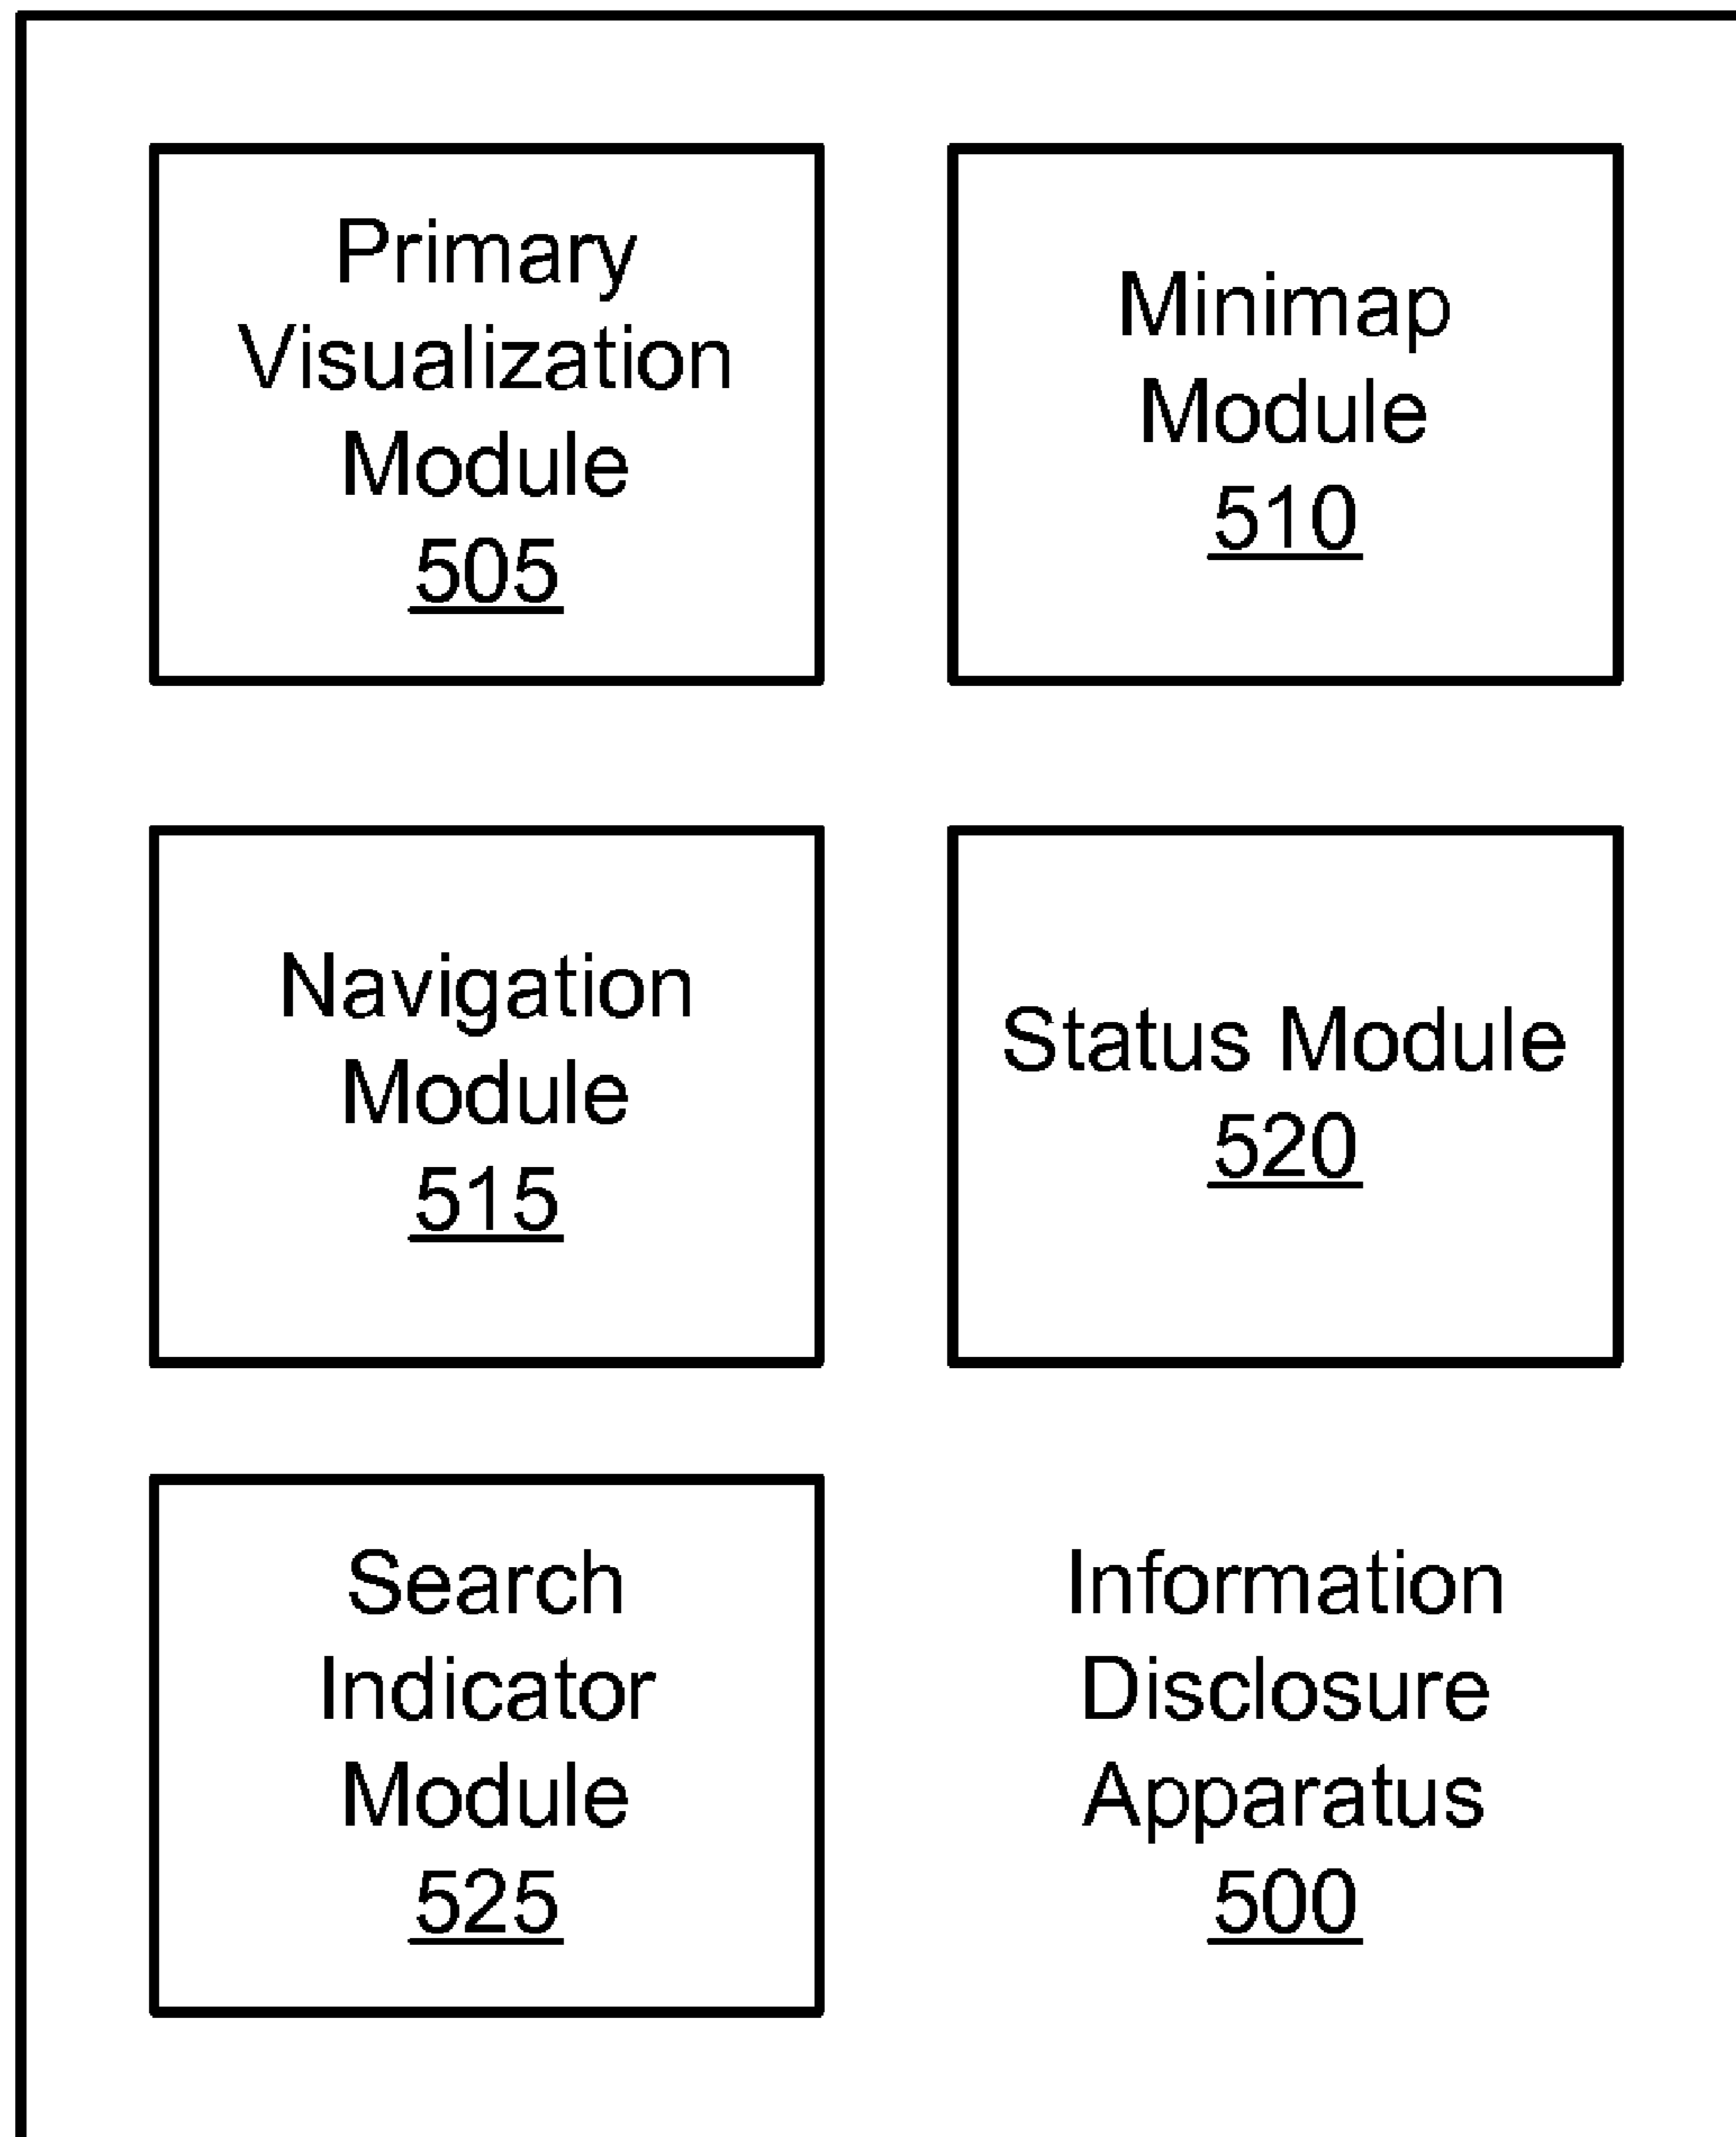 Primary
Visualization
Module
505
Minimap
Module
510
Navigation
Module
515
Status Module
520
Search
Indicator
Module
525
Information
Disclosure
Apparatus
500